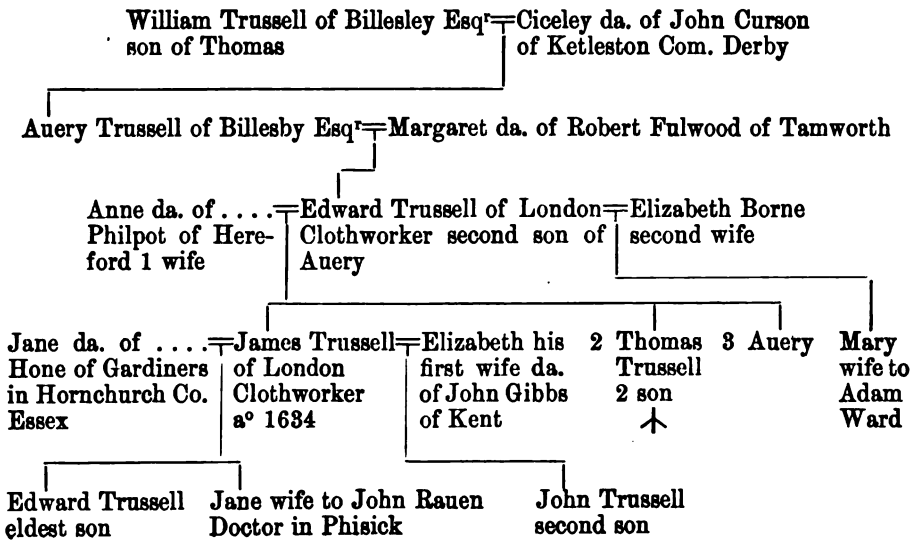 William Trussell of Billesley Esqʳ
son of Thomas
Ciceley da. of John Curson
of Ketleston Com. Derby
Auery Trussell of Billesby Esqʳ
Margaret da. of Robert Fulwood of Tamworth
Anne da. of ....
Philpot of Here-
ford 1 wife
Edward Trussell of London
Clothworker second son of
Auery
Elizabeth Borne
second wife
Jane da. of ....
Hone of Gardiners
in Hornchurch Co.
Essex
James Trussell
of London
Clothworker
aº 1634
Elizabeth his
first wife da.
of John Gibbs
of Kent
2 Thomas
Trussell
2 son
3 Auery
Mary
wife to
Adam
Ward
Edward Trussell
eldest son
Jane wife to John Rauen
Doctor in Phisick
John Trussell
second son